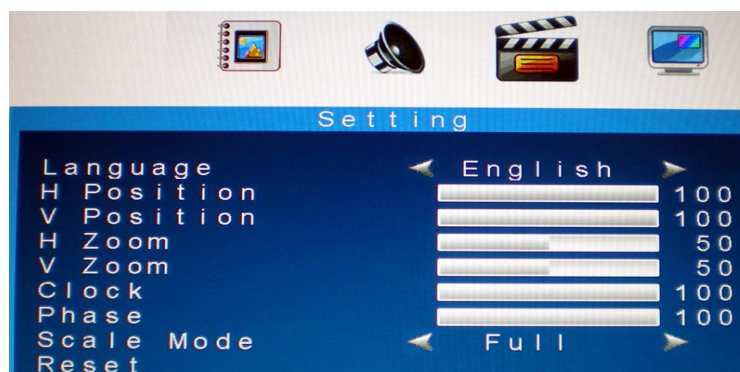 Setting
Language English
H Position 100
V Position 100
H Zoom 50
V Zoom 50
Clock 100
Phase 100
Scale Mode Full
Reset